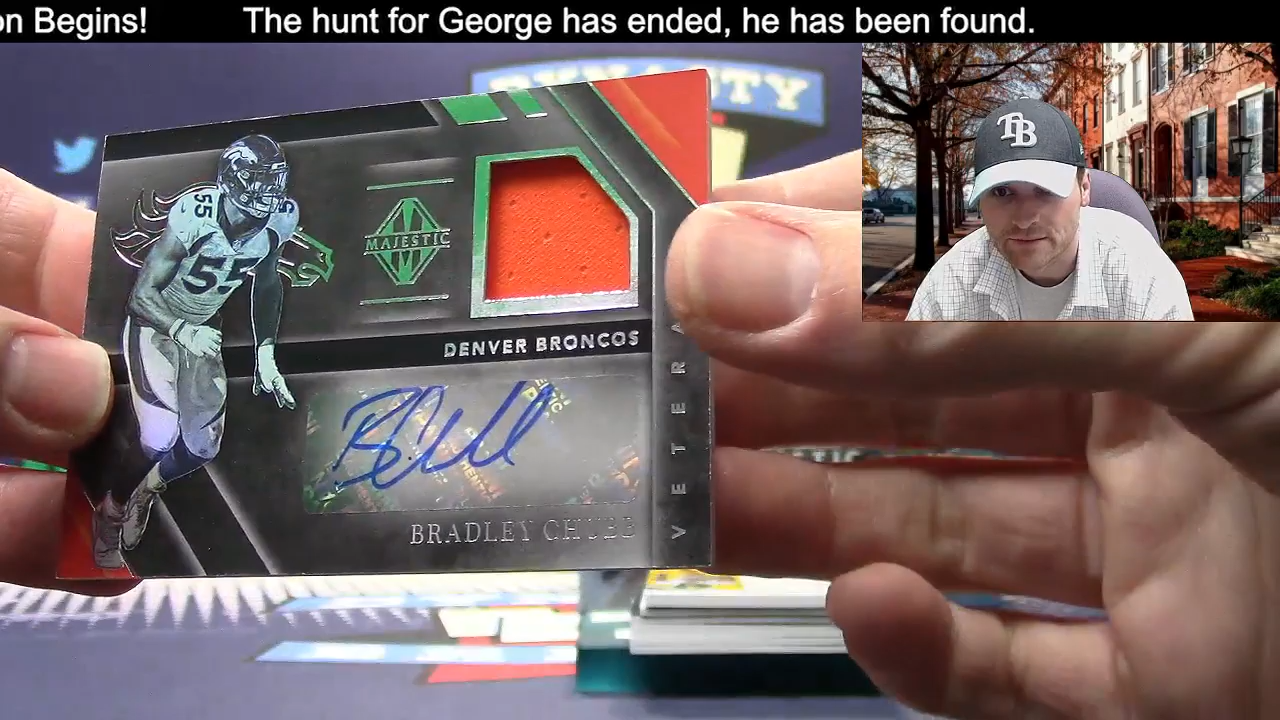 on Begins! The hunt for George has ended, he has been found.
TB
55
55
MAJESTIC
DENVER BRONCOS
BRADLEY CHUBB
VETERA